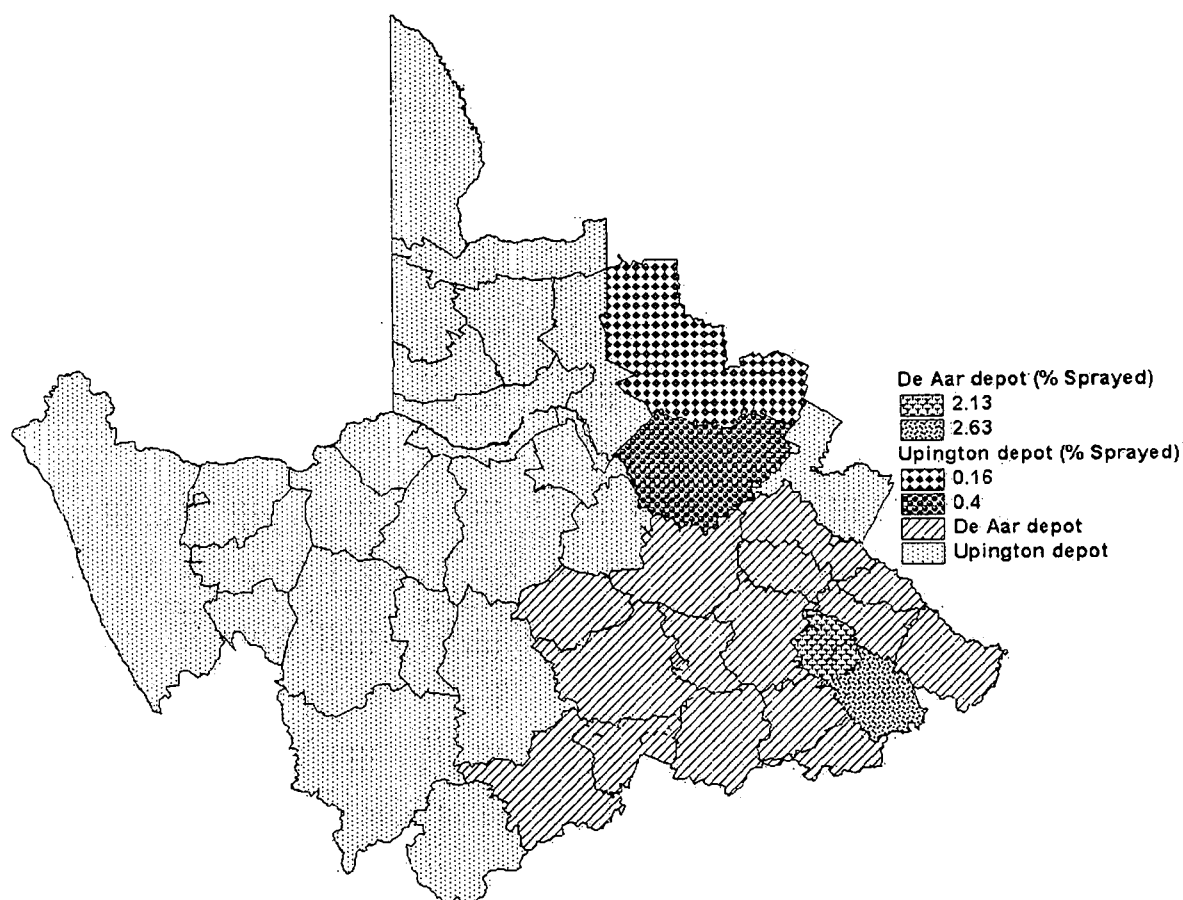 De Aar depot (% Sprayed)
2.13
2.63
Upington depot (% Sprayed)
0.16
0.4
De Aar depot
Upington depot